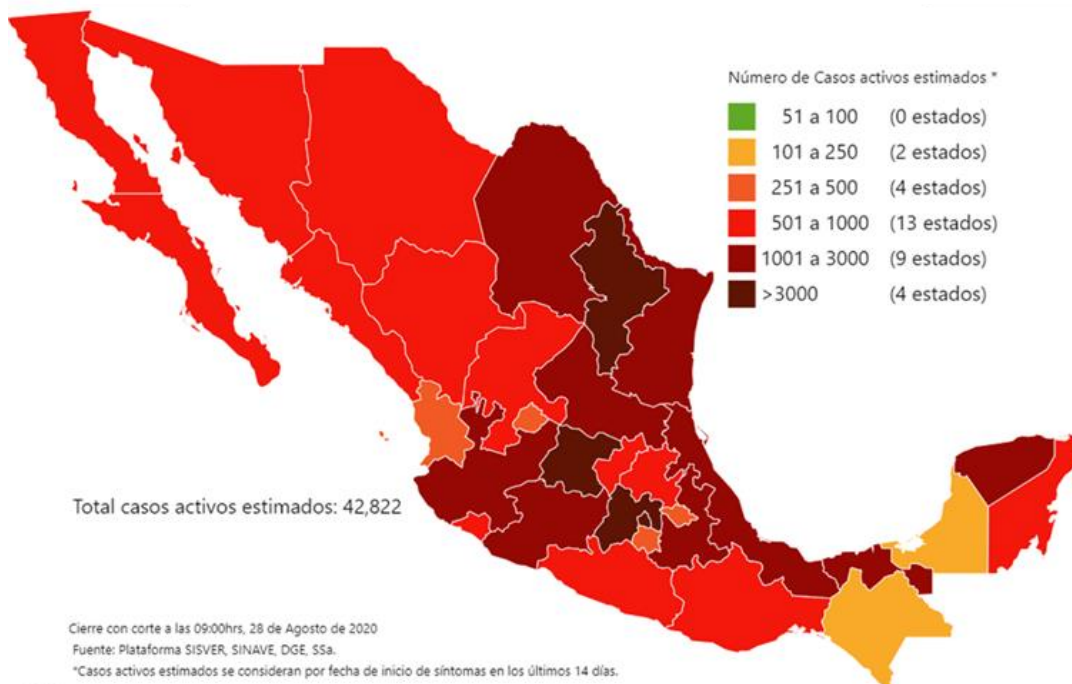 Número de Casos activos estimados *
51 a 100 (0 estados)
101 a 250 (2 estados)
251 a 500 (4 estados)
501 a 1000 (13 estados)
1001 a 3000 (9 estados)
>3000 (4 estados)
Total casos activos estimados: 42,822
Cierre con corte a las 09:00hrs, 28 de Agosto de 2020
Fuente: Plataforma SISVER, SINAVE, DGE, SSa.
*Casos activos estimados se consideran por fecha de inicio de síntomas en los últimos 14 días.